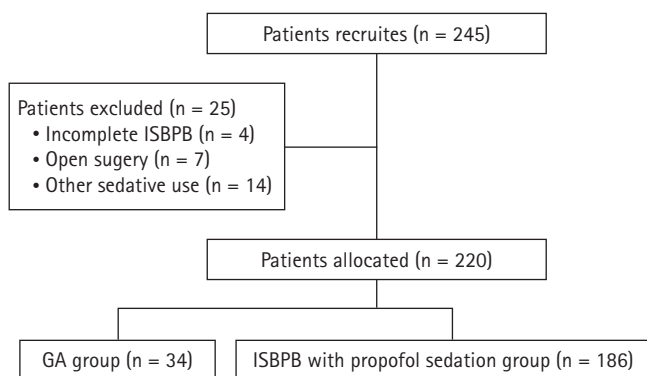 Patients recruites (n = 245)
Patients excluded (n = 25)
• Incomplete ISBPB (n = 4)
• Open sugery (n = 7)
• Other sedative use (n = 14)
Patients allocated (n = 220)
GA group (n = 34)
ISBPB with propofol sedation group (n = 186)